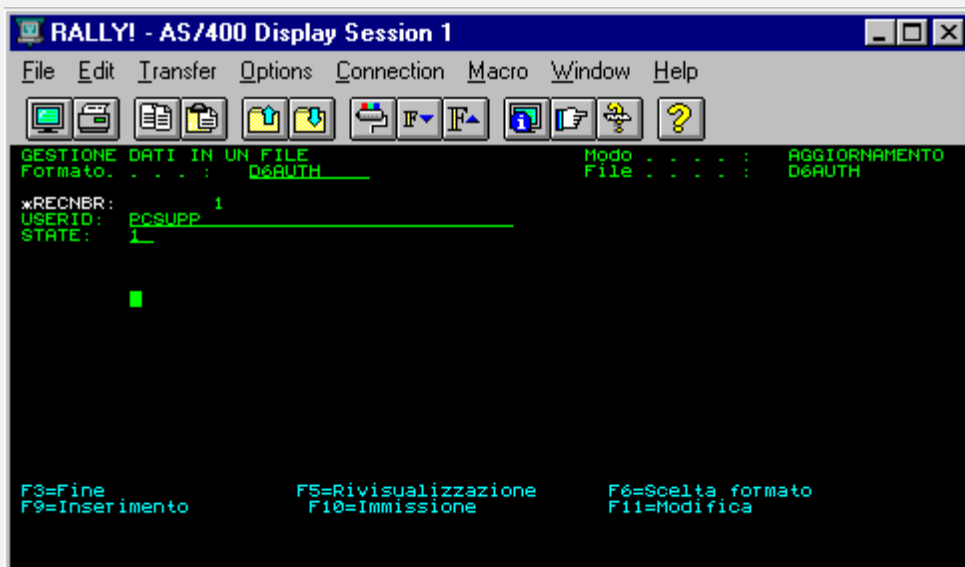 RALLY! - AS/400 Display Session 1
File Edit Transfer Options Connection Macro Window Help
GESTIONE DATI IN UN FILE Modo . . . . : AGGIORNAMENTO
Formato. . . . : D6AUTH File . . . . : D6AUTH
*RECNBR: 1
USERID: PCSUPP
STATE: 1
F3=Fine F5=Rivisualizzazione F6=Scelta formato
F9=Inserimento F10=Immissione F11=Modifica